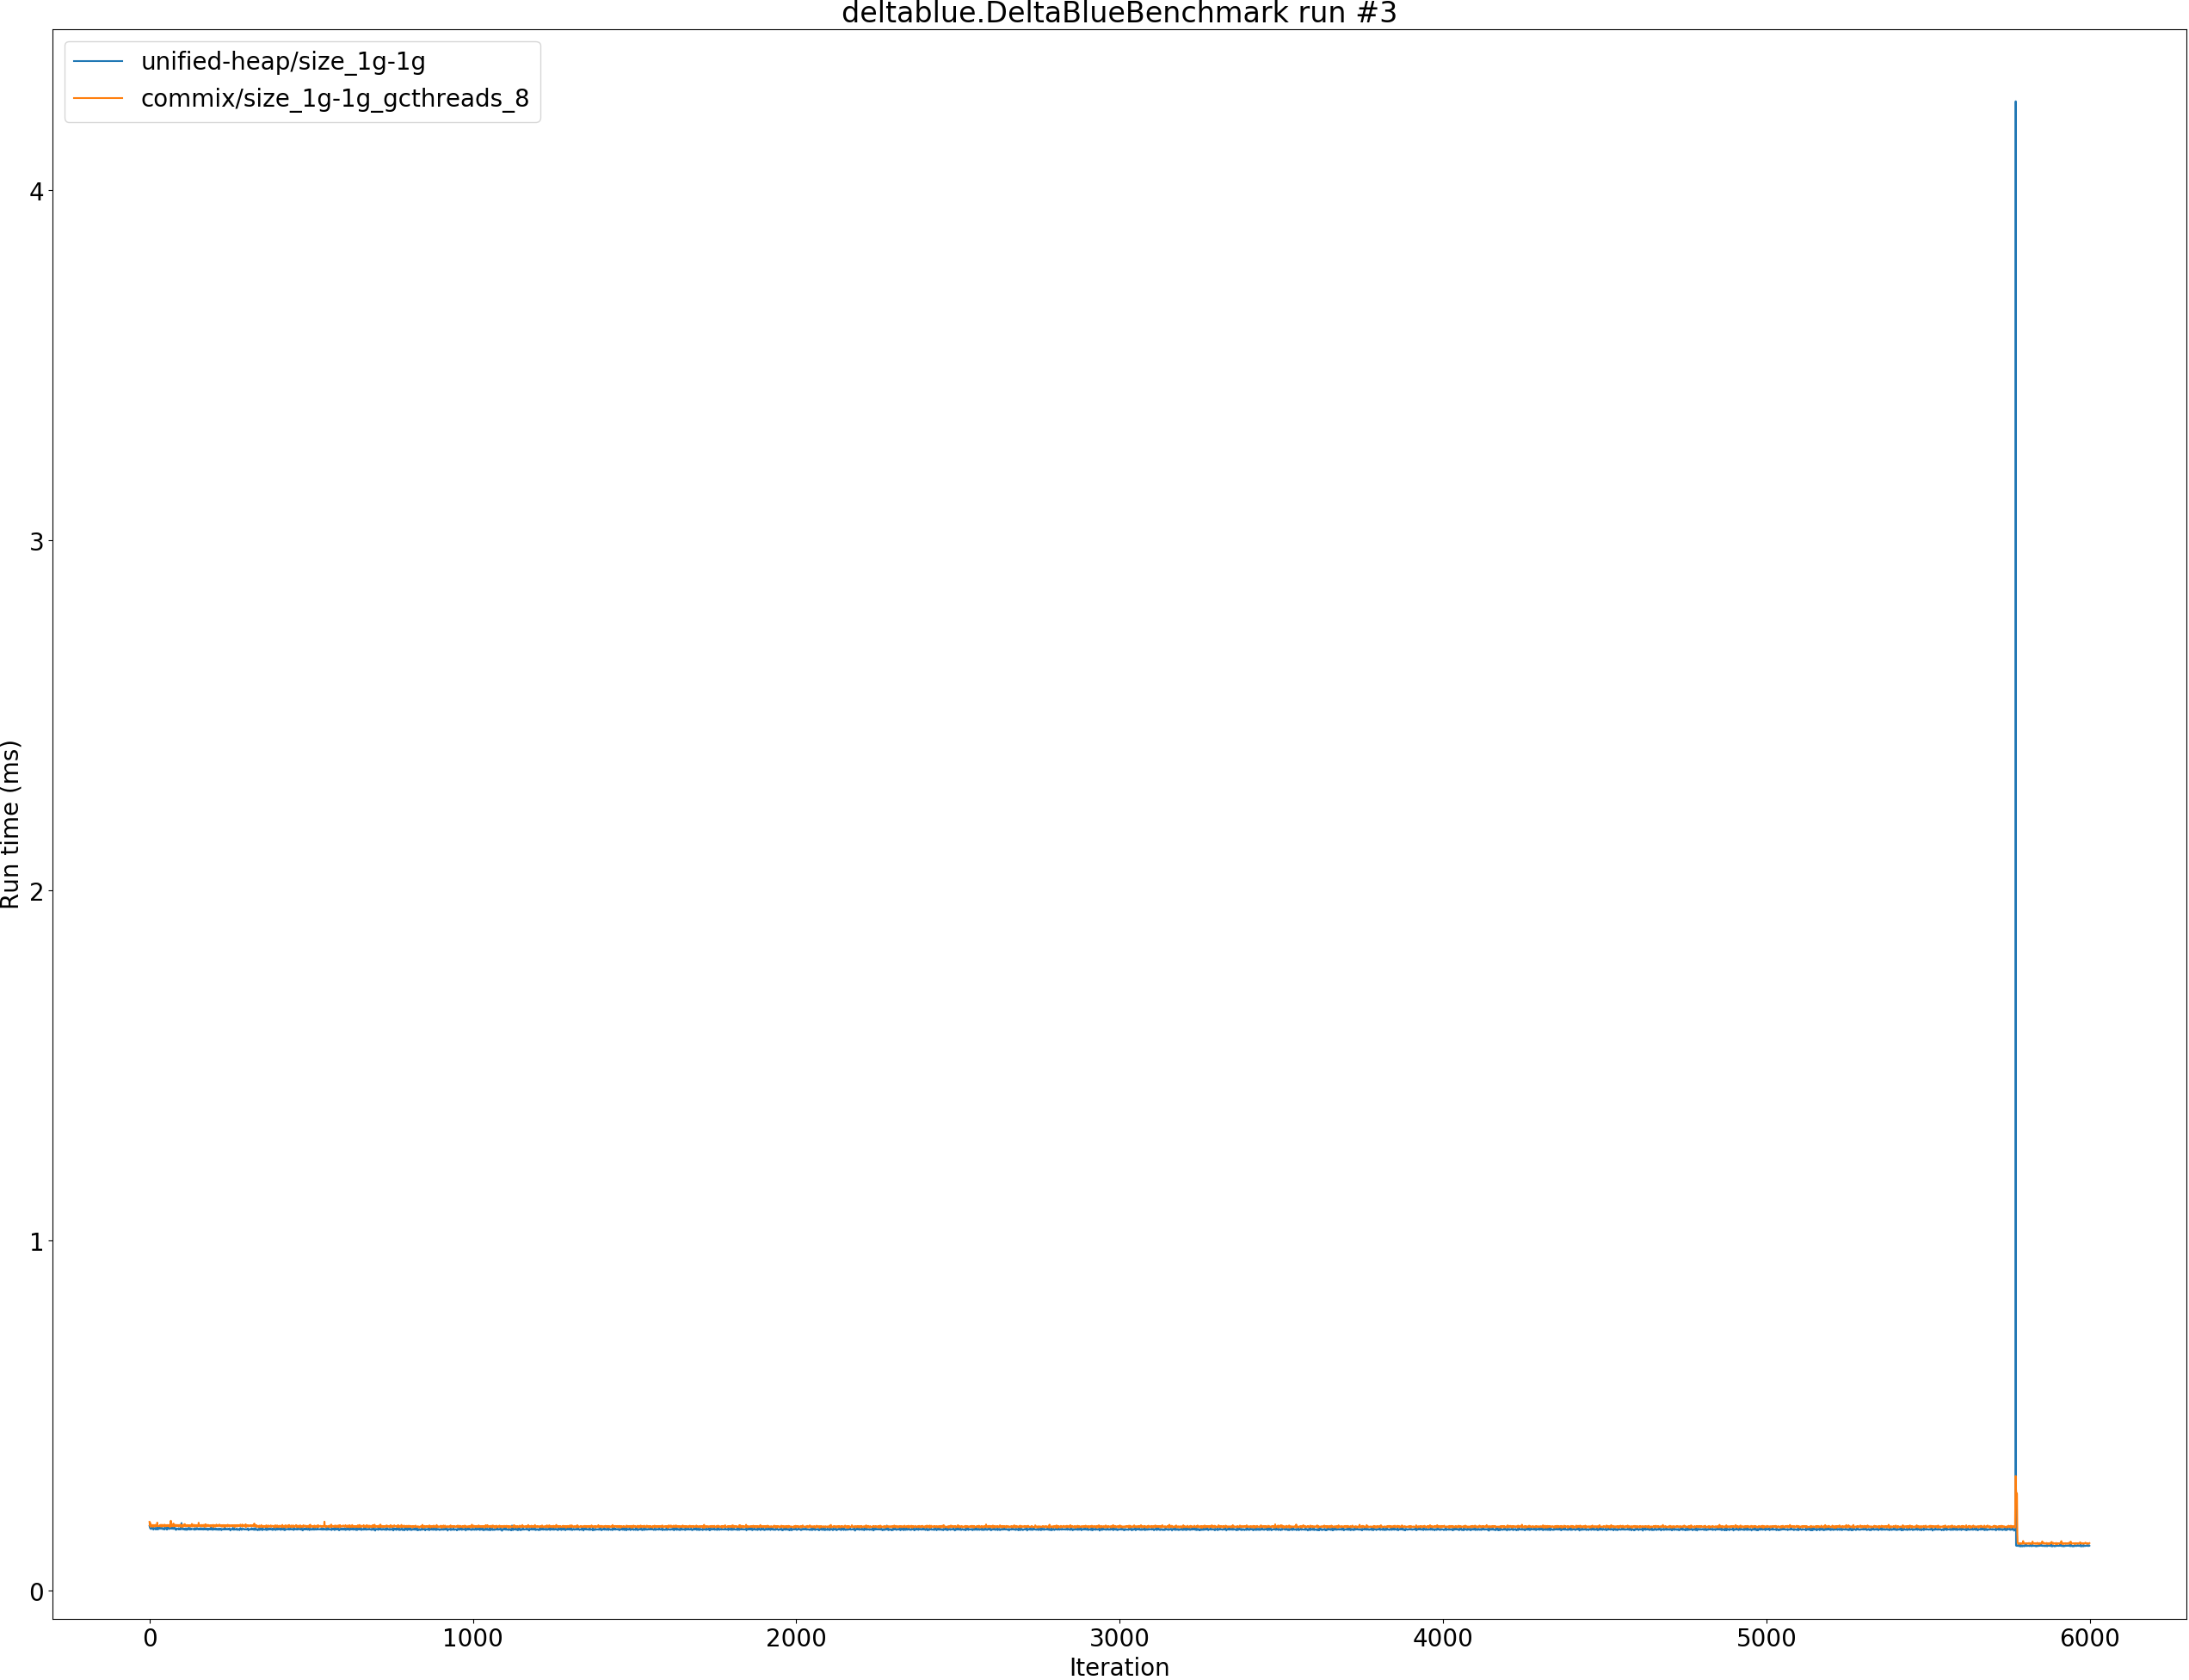 deltablue.DeltaBlueBenchmark run #3
unified-heap/size_1g-1g
commix/size_1g-1g_gcthreads_8
4
3
2
1
0
Run time (ms)
0 1000 2000 3000 4000 5000 6000
Iteration